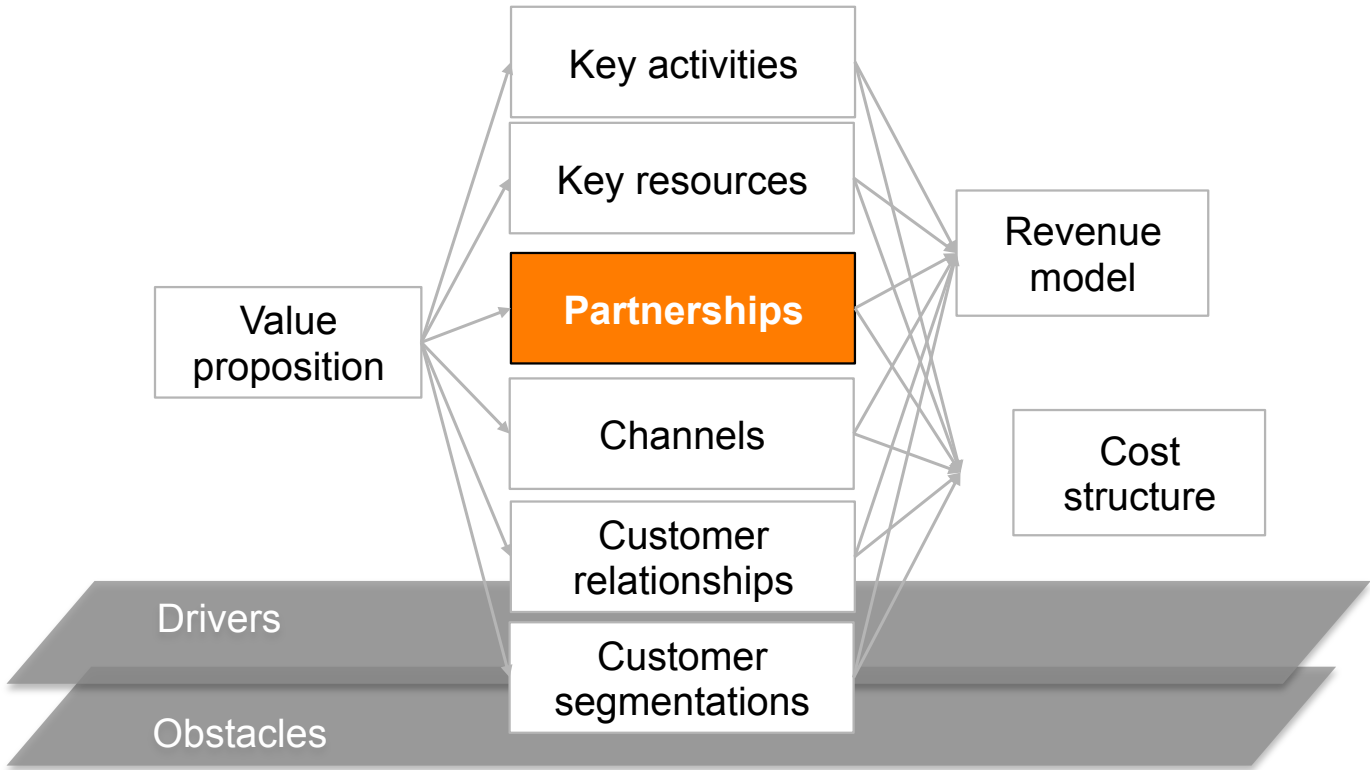 Key activities
Key resources
Partnerships
Channels
Customer
relationships
Customer
segmentations
Value
proposition
Revenue
model
Cost
structure
Drivers
Obstacles